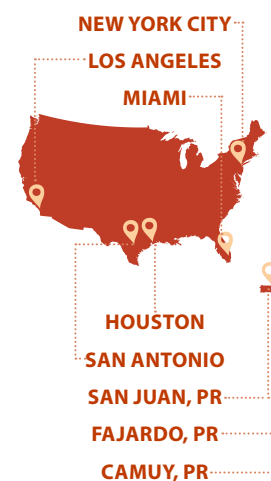 NEW YORK CITY
LOS ANGELES
MIAMI
HOUSTON
SAN ANTONIO
SAN JUAN, PR
FAJARDO, PR
CAMUY, PR